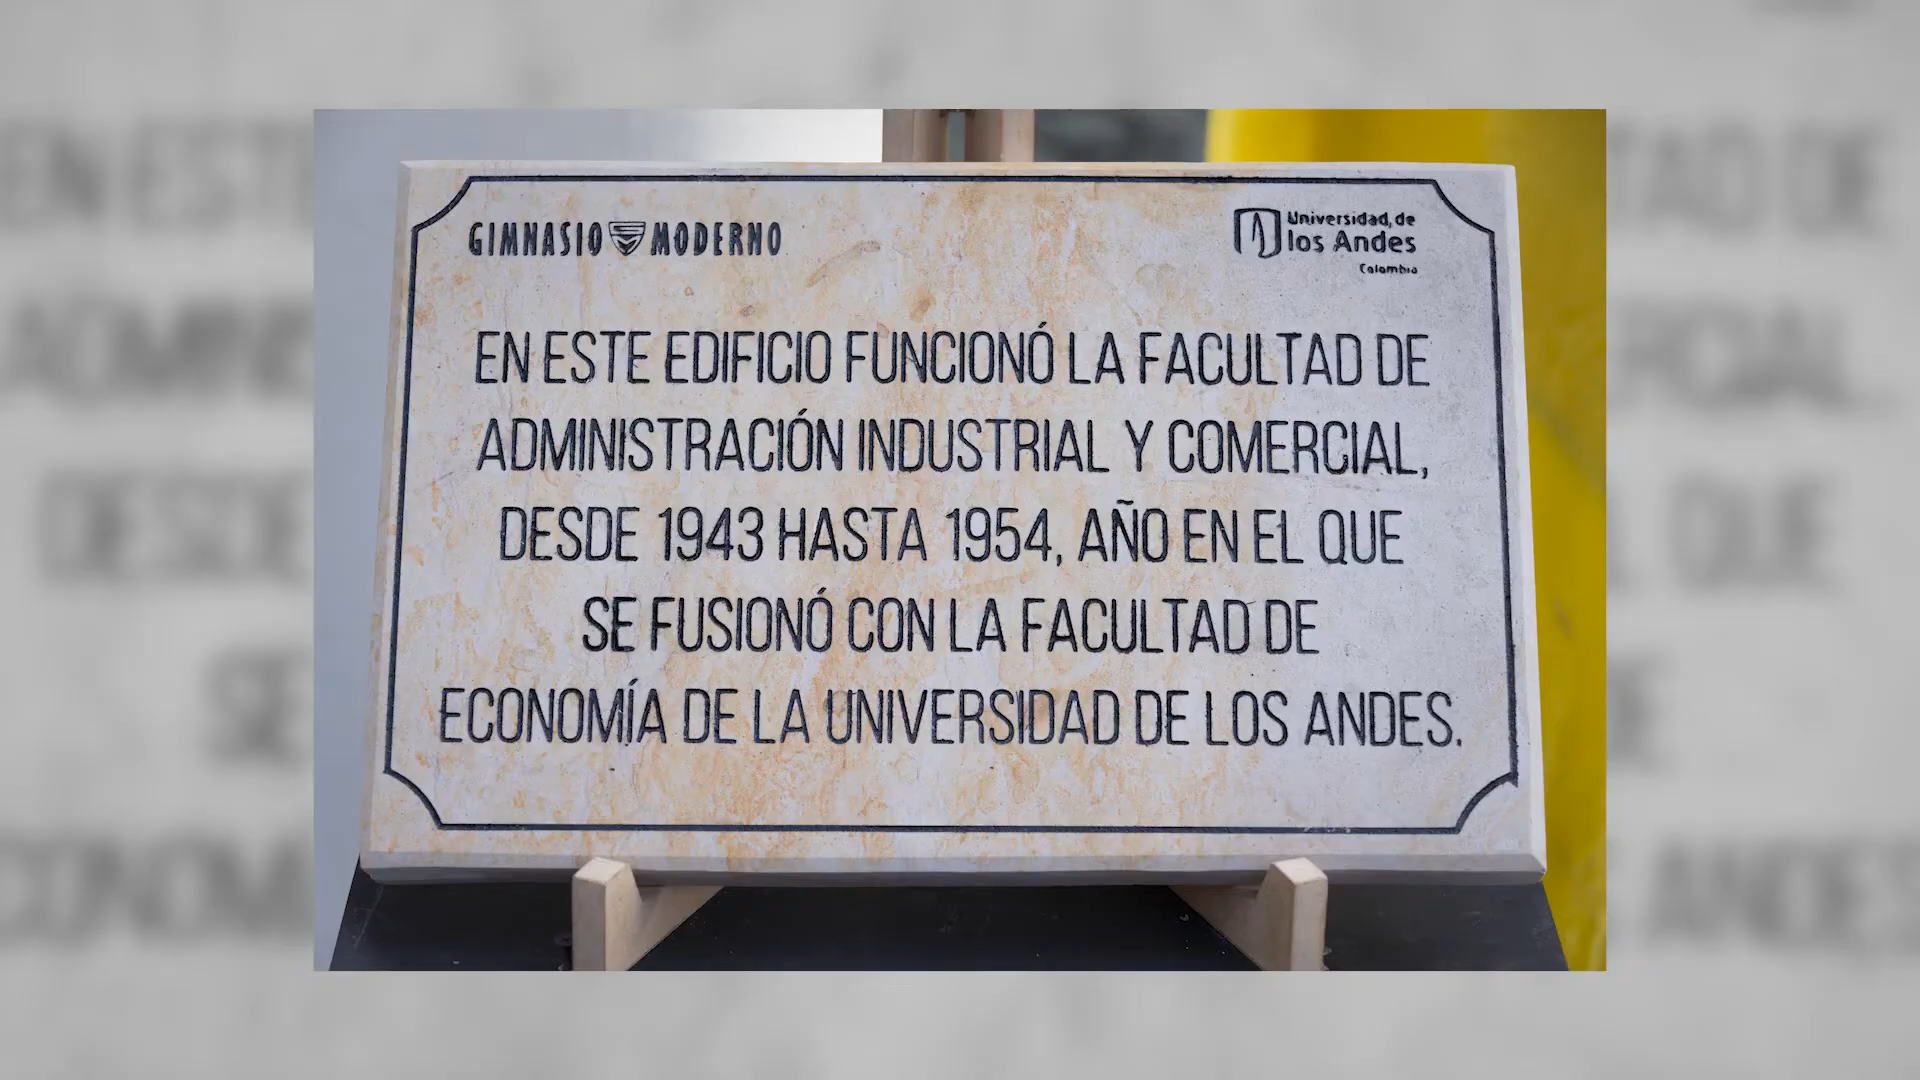 GIMNASIO MODERNO
Universidad de
los Andes
Colombia
EN ESTE EDIFICIO FUNCIONÓ LA FACULTAD DE
ADMINISTRACIÓN INDUSTRIAL Y COMERCIAL,
DESDE 1943 HASTA 1954, AÑO EN EL QUE
SE FUSIONÓ CON LA FACULTAD DE
ECONOMÍA DE LA UNIVERSIDAD DE LOS ANDES.